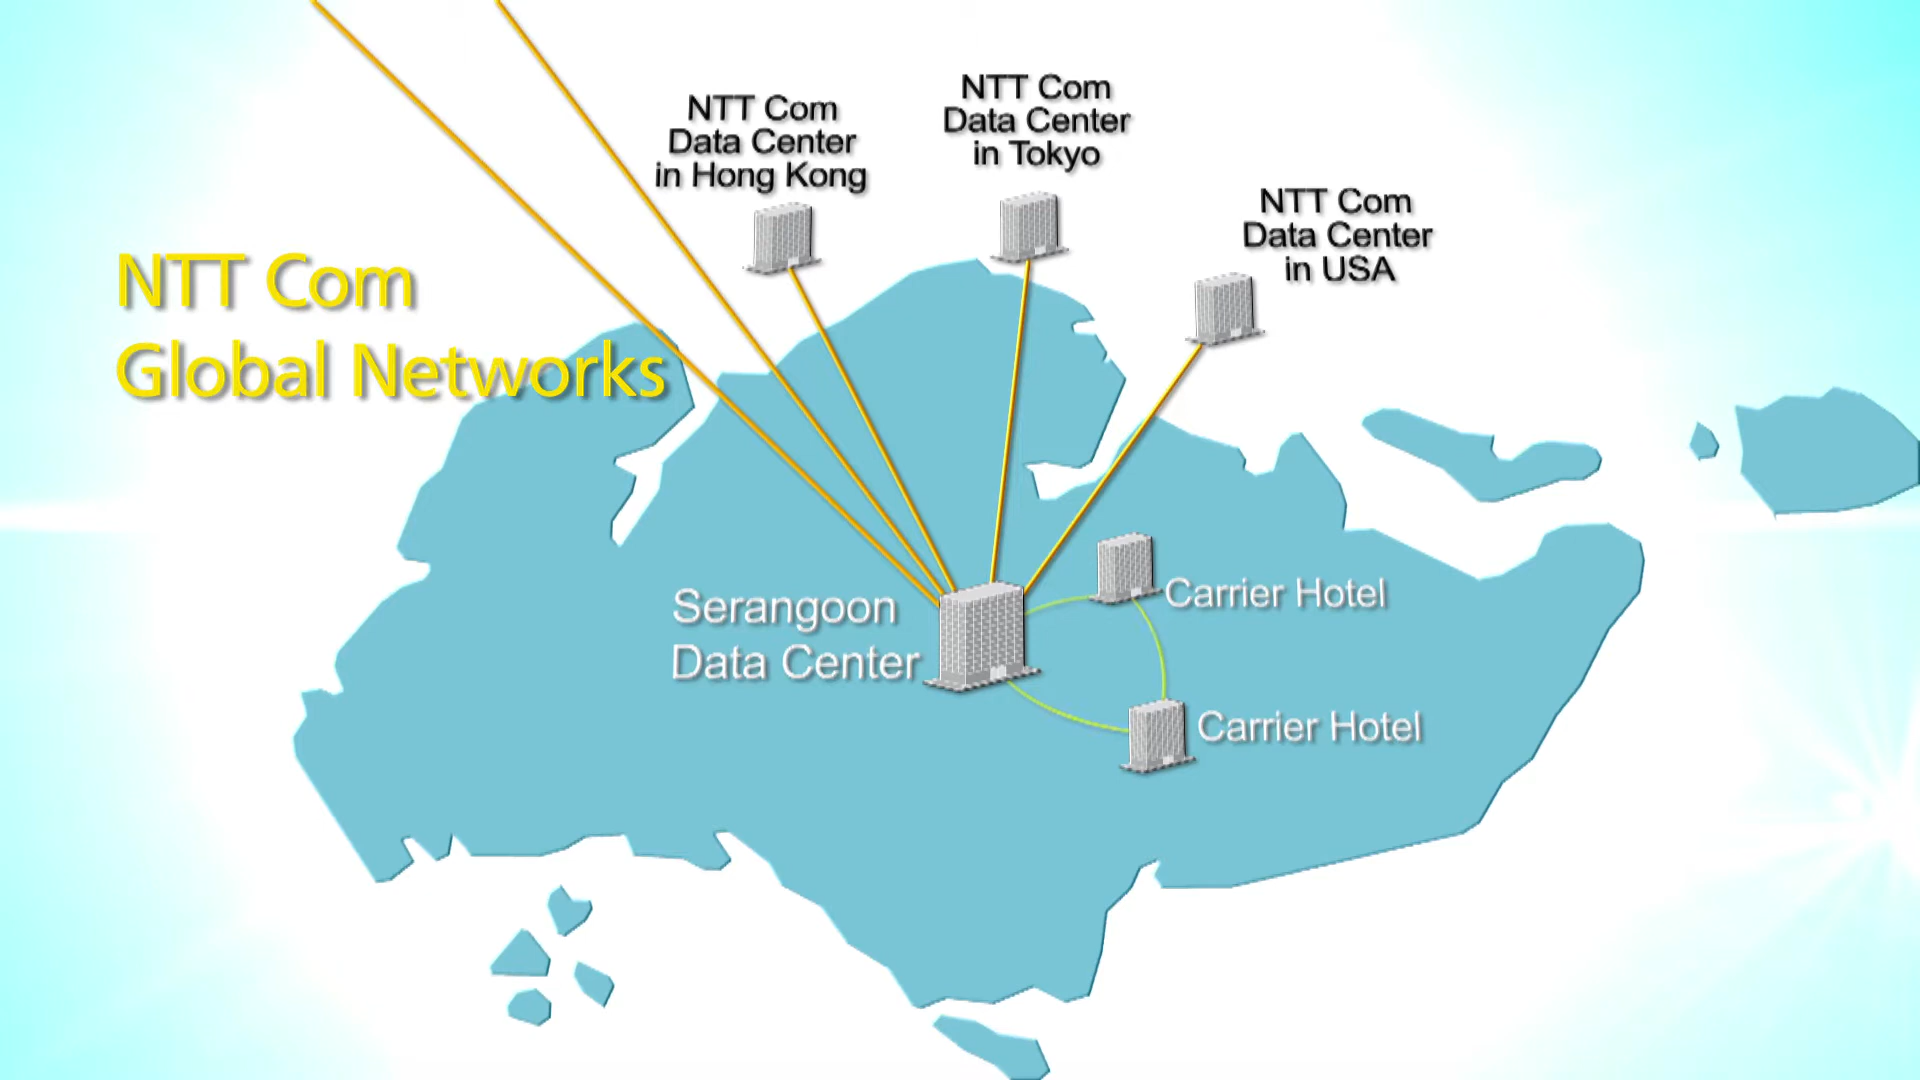 NTT Com
Data Center
in Hong Kong
NTT Com
Data Center
in Tokyo
NTT Com
Data Center
in USA
NTT Com
Global Networks
Serangoon
Data Center
Carrier Hotel
Carrier Hotel